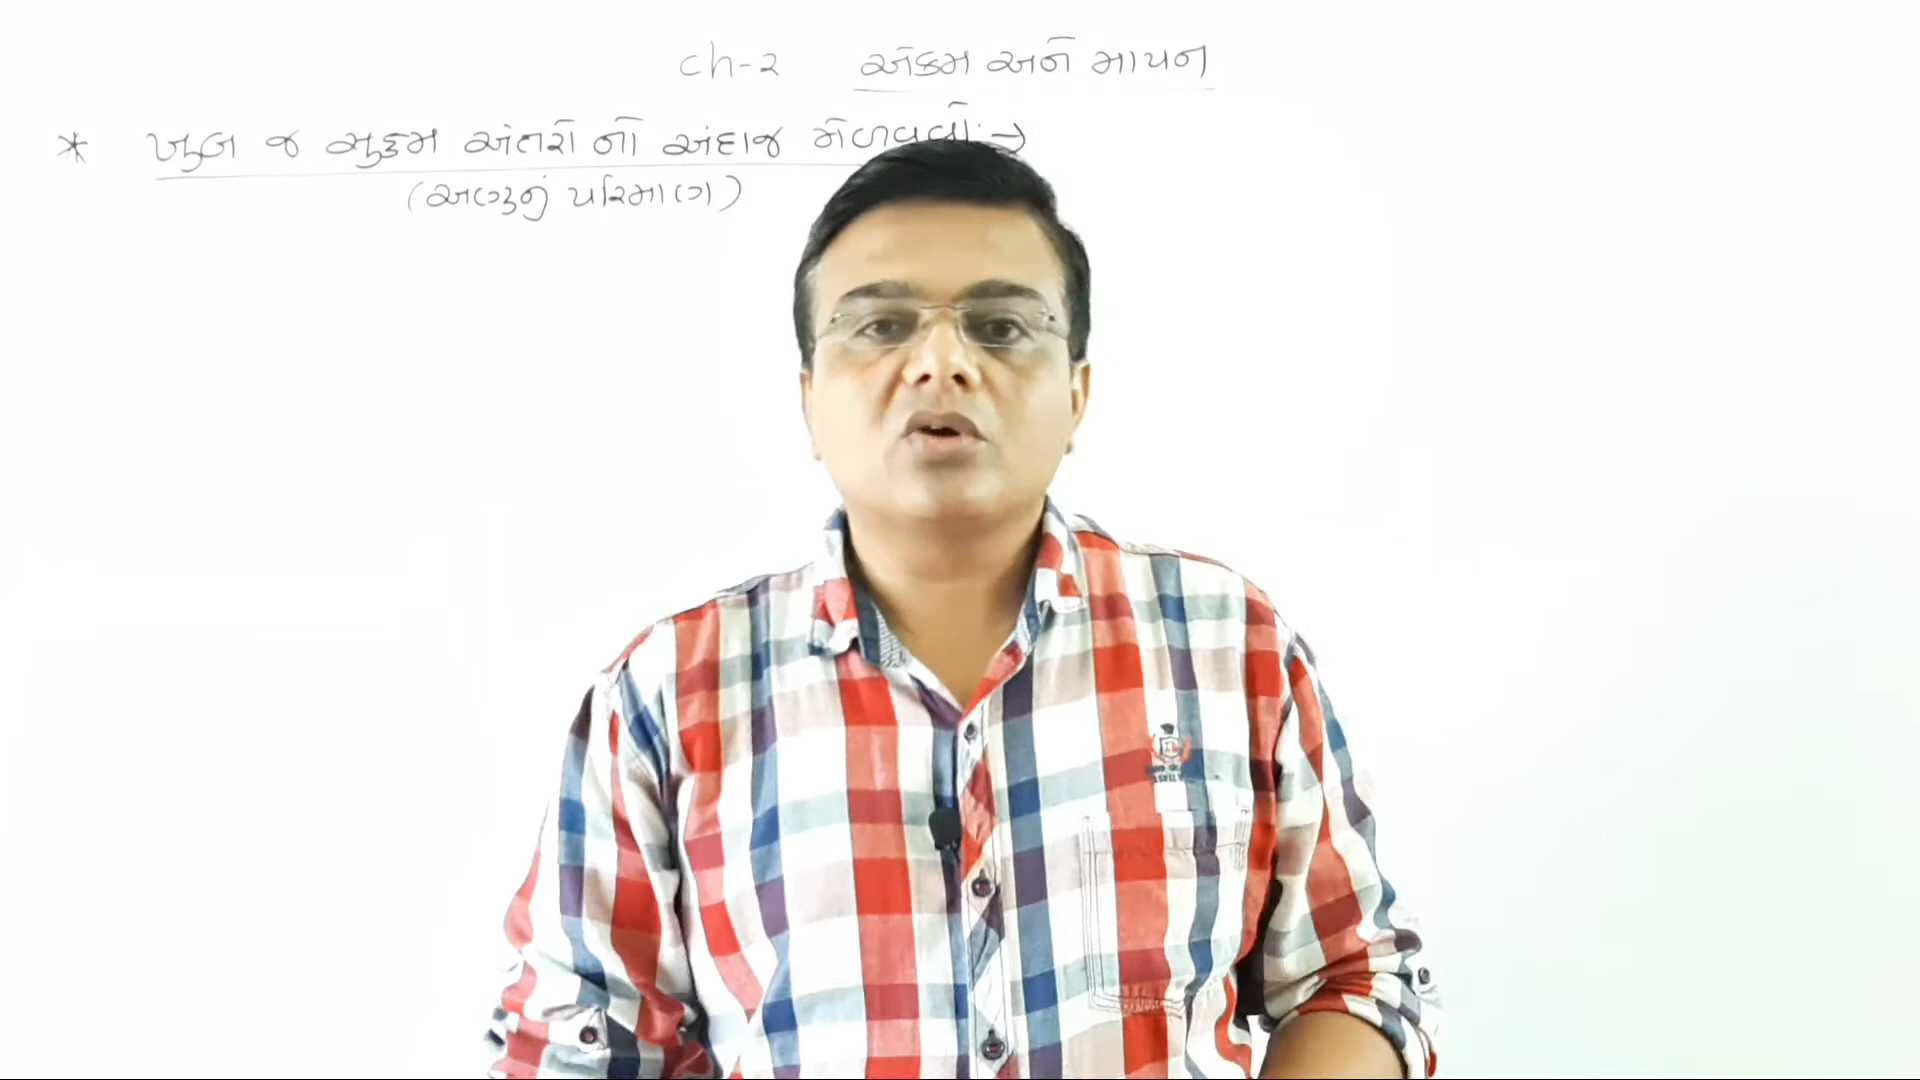 ch-2 એકમ અને માપન
* ખુબ જ સુક્ષ્મ અંતરોનો અંદાજ મેળવવો:→
(અણુનું પરિમાણ)